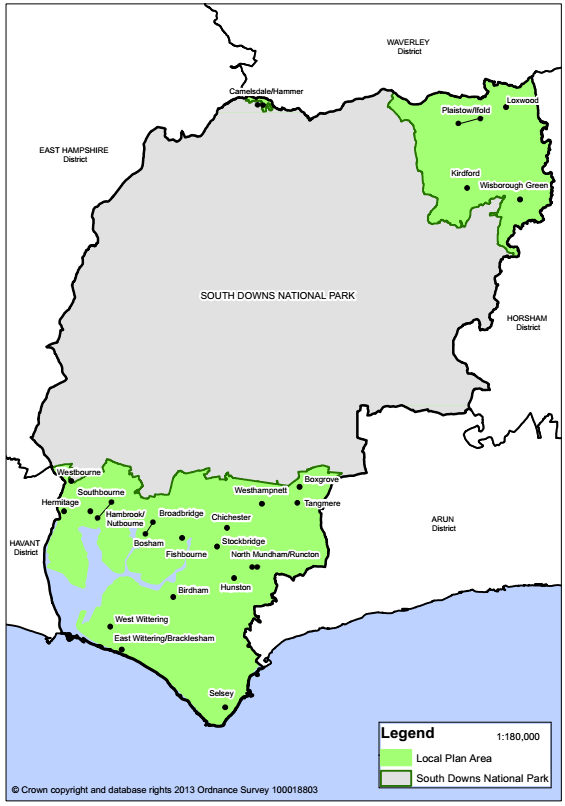 WAVERLEY
District
Camelsdale/Hammer
Loxwood
Plaistow/Ifold
EAST HAMPSHIRE
District
Kirdford
Wisborough Green
SOUTH DOWNS NATIONAL PARK
HORSHAM
District
Westbourne
Boxgrove
Southbourne
Westhampnett
Hermitage
Tangmere
Hambrook/
Nutbourne
Broadbridge
Chichester
ARUN
District
HAVANT
District
Bosham
Stockbridge
Fishbourne
North Mundham/Runcton
Hunston
Birdham
West Wittering
East Wittering/Bracklesham
Selsey
Legend
1:180,000
Local Plan Area
South Downs National Park
© Crown copyright and database rights 2013 Ordnance Survey 100018803